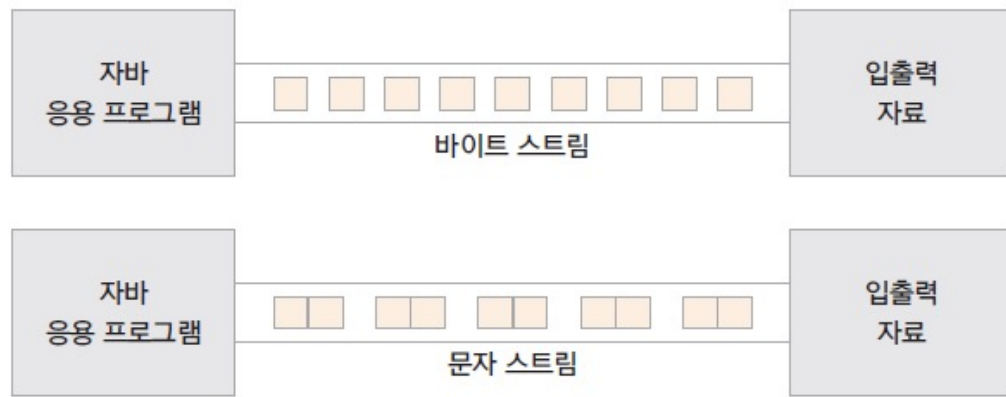 자바
응용 프로그램
바이트 스트림
입출력
자료
자바
응용 프로그램
문자 스트림
입출력
자료